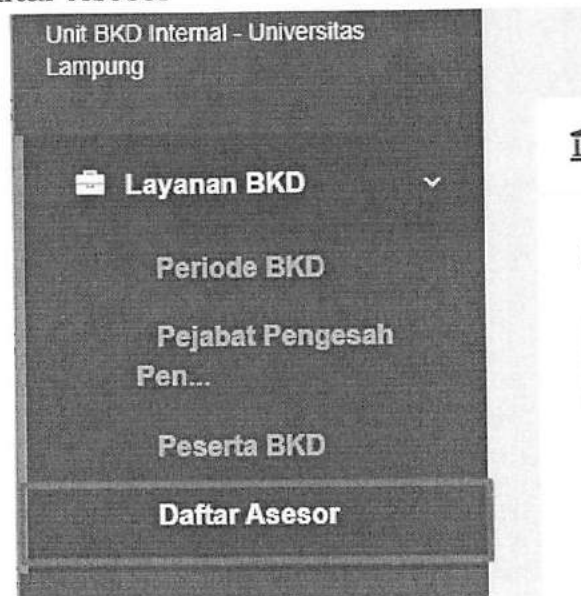 Unit BKD Internal - Universitas
Lampung
Layanan BKD
Periode BKD
Pejabat Pengesah
Pen...
Peserta BKD
Daftar Asesor